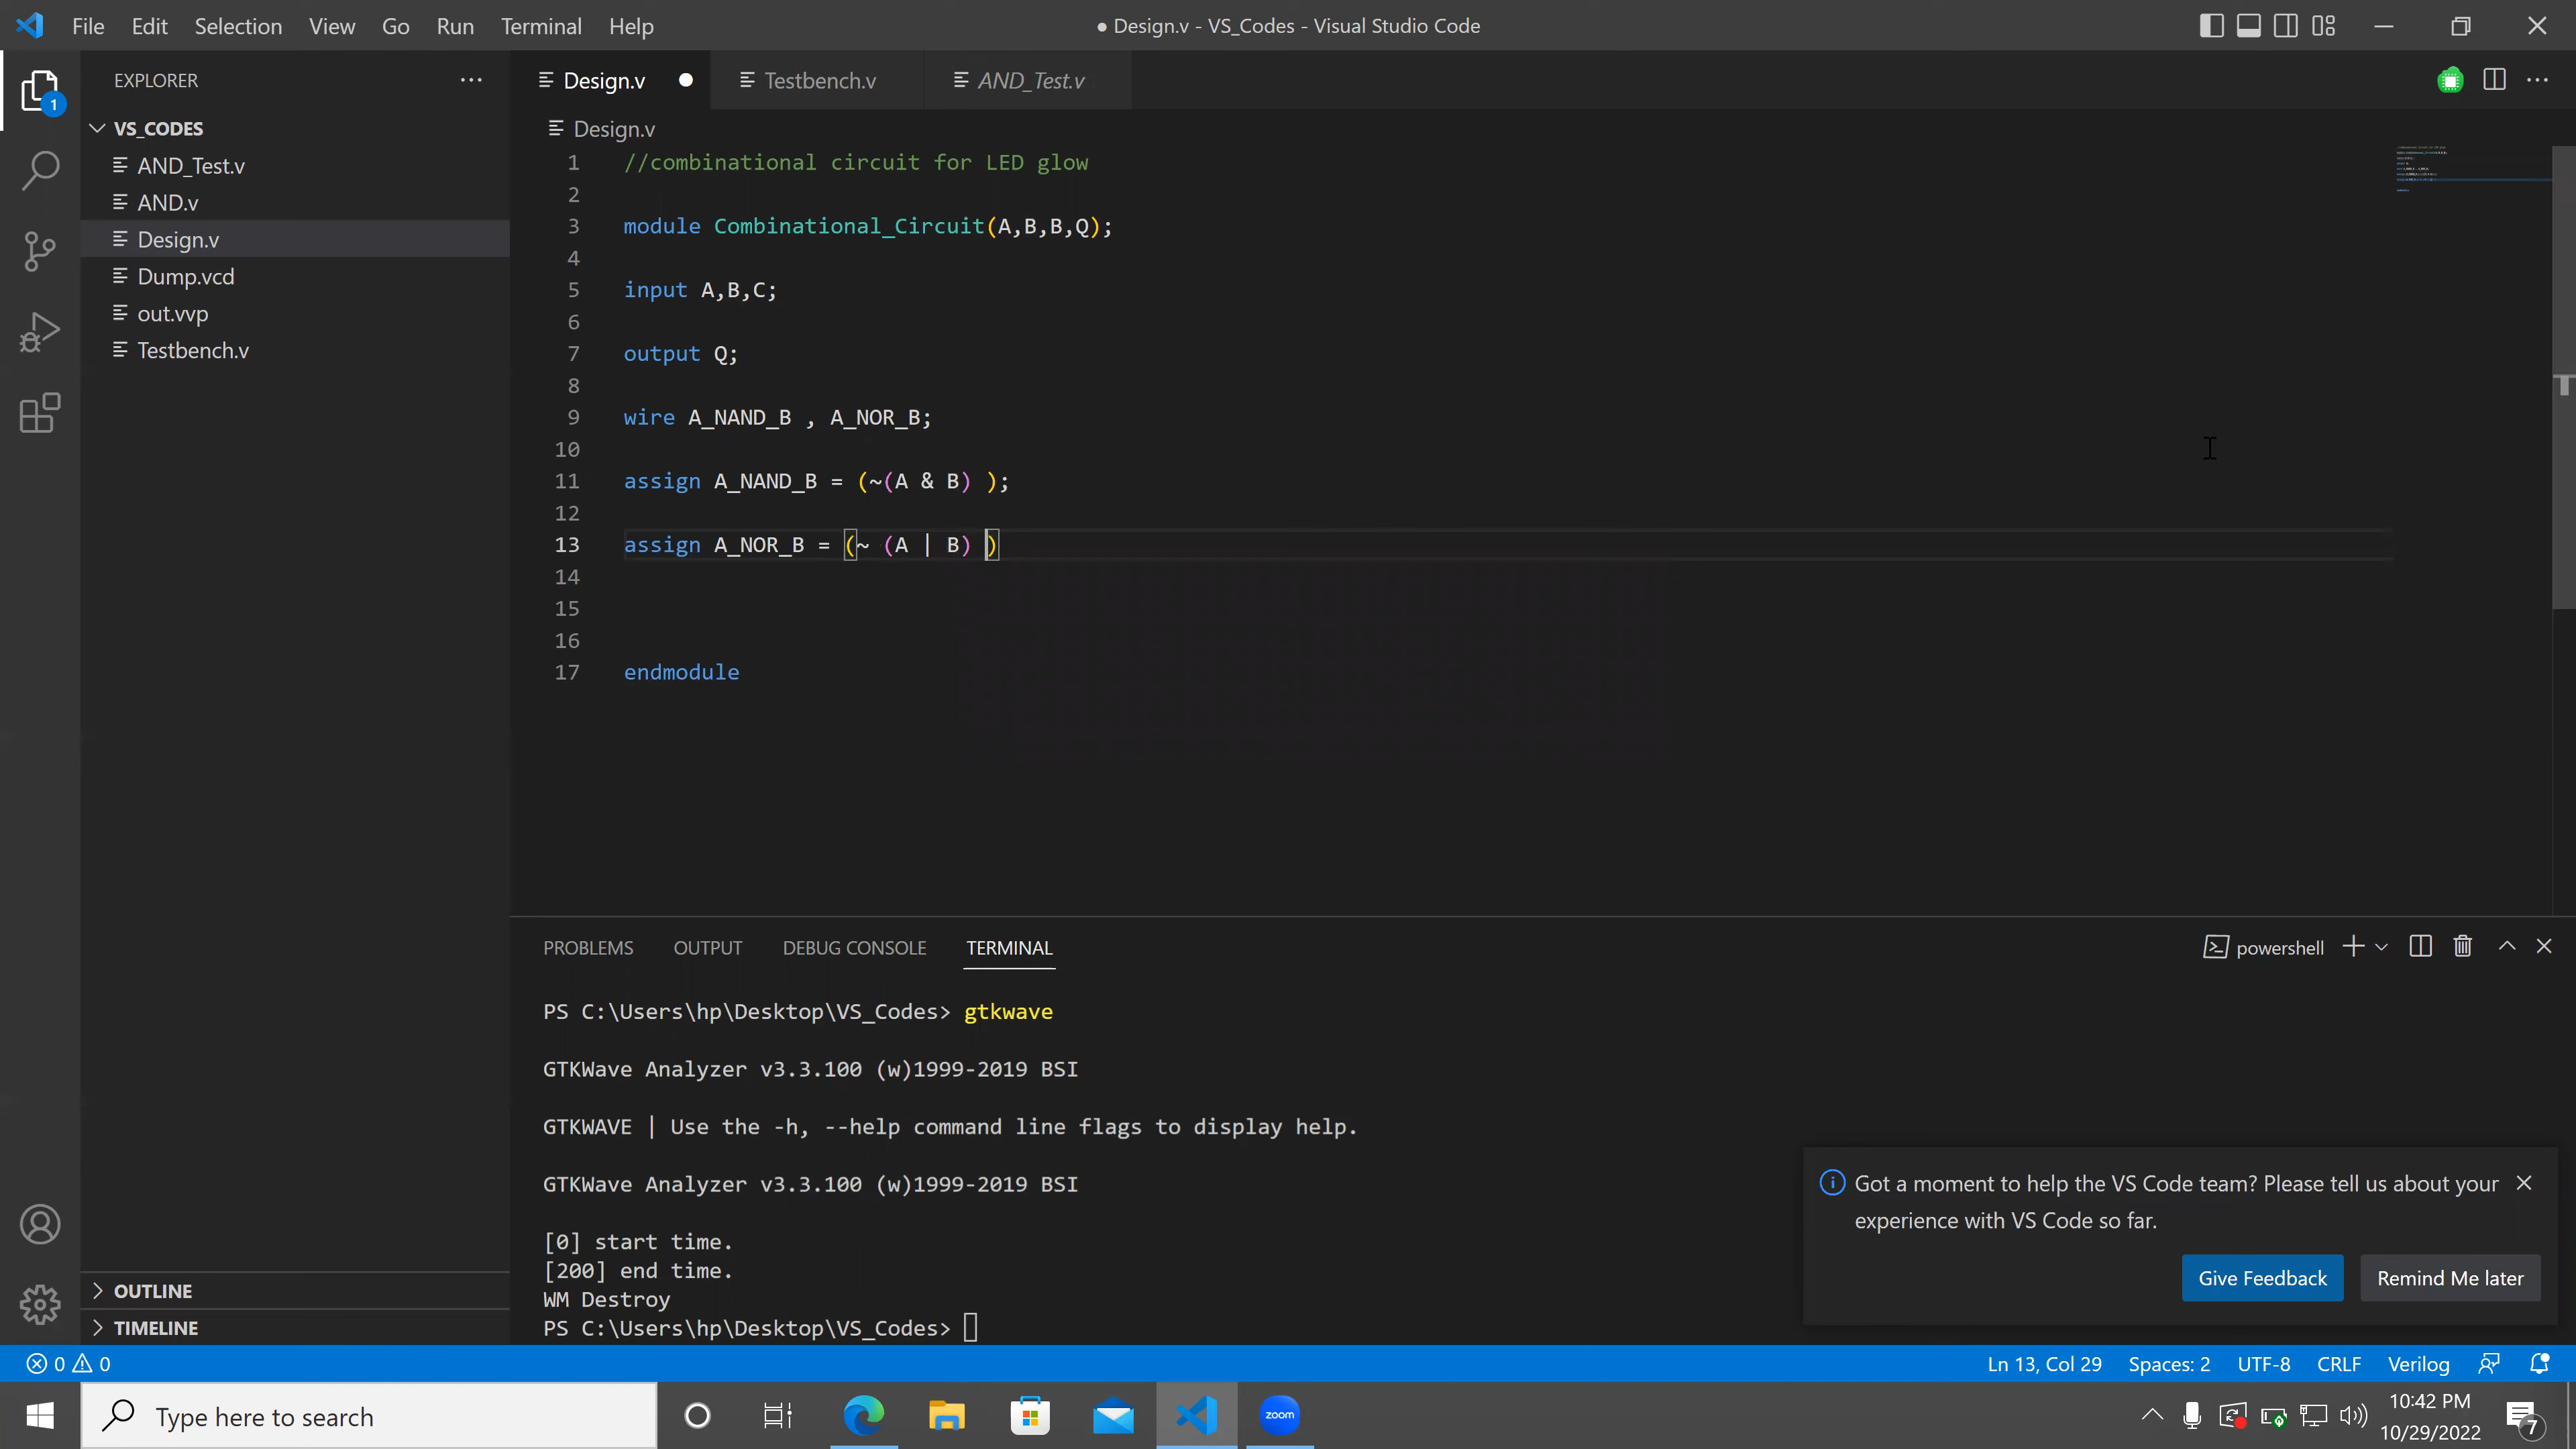 File Edit Selection View Go Run Terminal Help
● Design.v - VS_Codes - Visual Studio Code
EXPLORER
1
VS_CODES
AND_Test.v
AND.v
Design.v
Dump.vcd
out.vvp
Testbench.v
OUTLINE
TIMELINE
Design.v Testbench.v AND_Test.v
Design.v
1 //combinational circuit for LED glow
2
3 module Combinational_Circuit(A,B,B,Q);
4
5 input A,B,C;
6
7 output Q;
8
9 wire A_NAND_B , A_NOR_B;
10
11 assign A_NAND_B = (~(A & B) );
12
13 assign A_NOR_B = (~ (A | B) )
14
15
16
17 endmodule
PROBLEMS OUTPUT DEBUG CONSOLE TERMINAL
powershell
PS C:\Users\hp\Desktop\VS_Codes> gtkwave
GTKWave Analyzer v3.3.100 (w)1999-2019 BSI
GTKWAVE | Use the -h, --help command line flags to display help.
GTKWave Analyzer v3.3.100 (w)1999-2019 BSI
[0] start time.
[200] end time.
WM Destroy
PS C:\Users\hp\Desktop\VS_Codes>
Got a moment to help the VS Code team? Please tell us about your
experience with VS Code so far.
Give Feedback Remind Me later
0 0
Ln 13, Col 29 Spaces: 2 UTF-8 CRLF Verilog
Type here to search
zoom
10:42 PM
10/29/2022
7